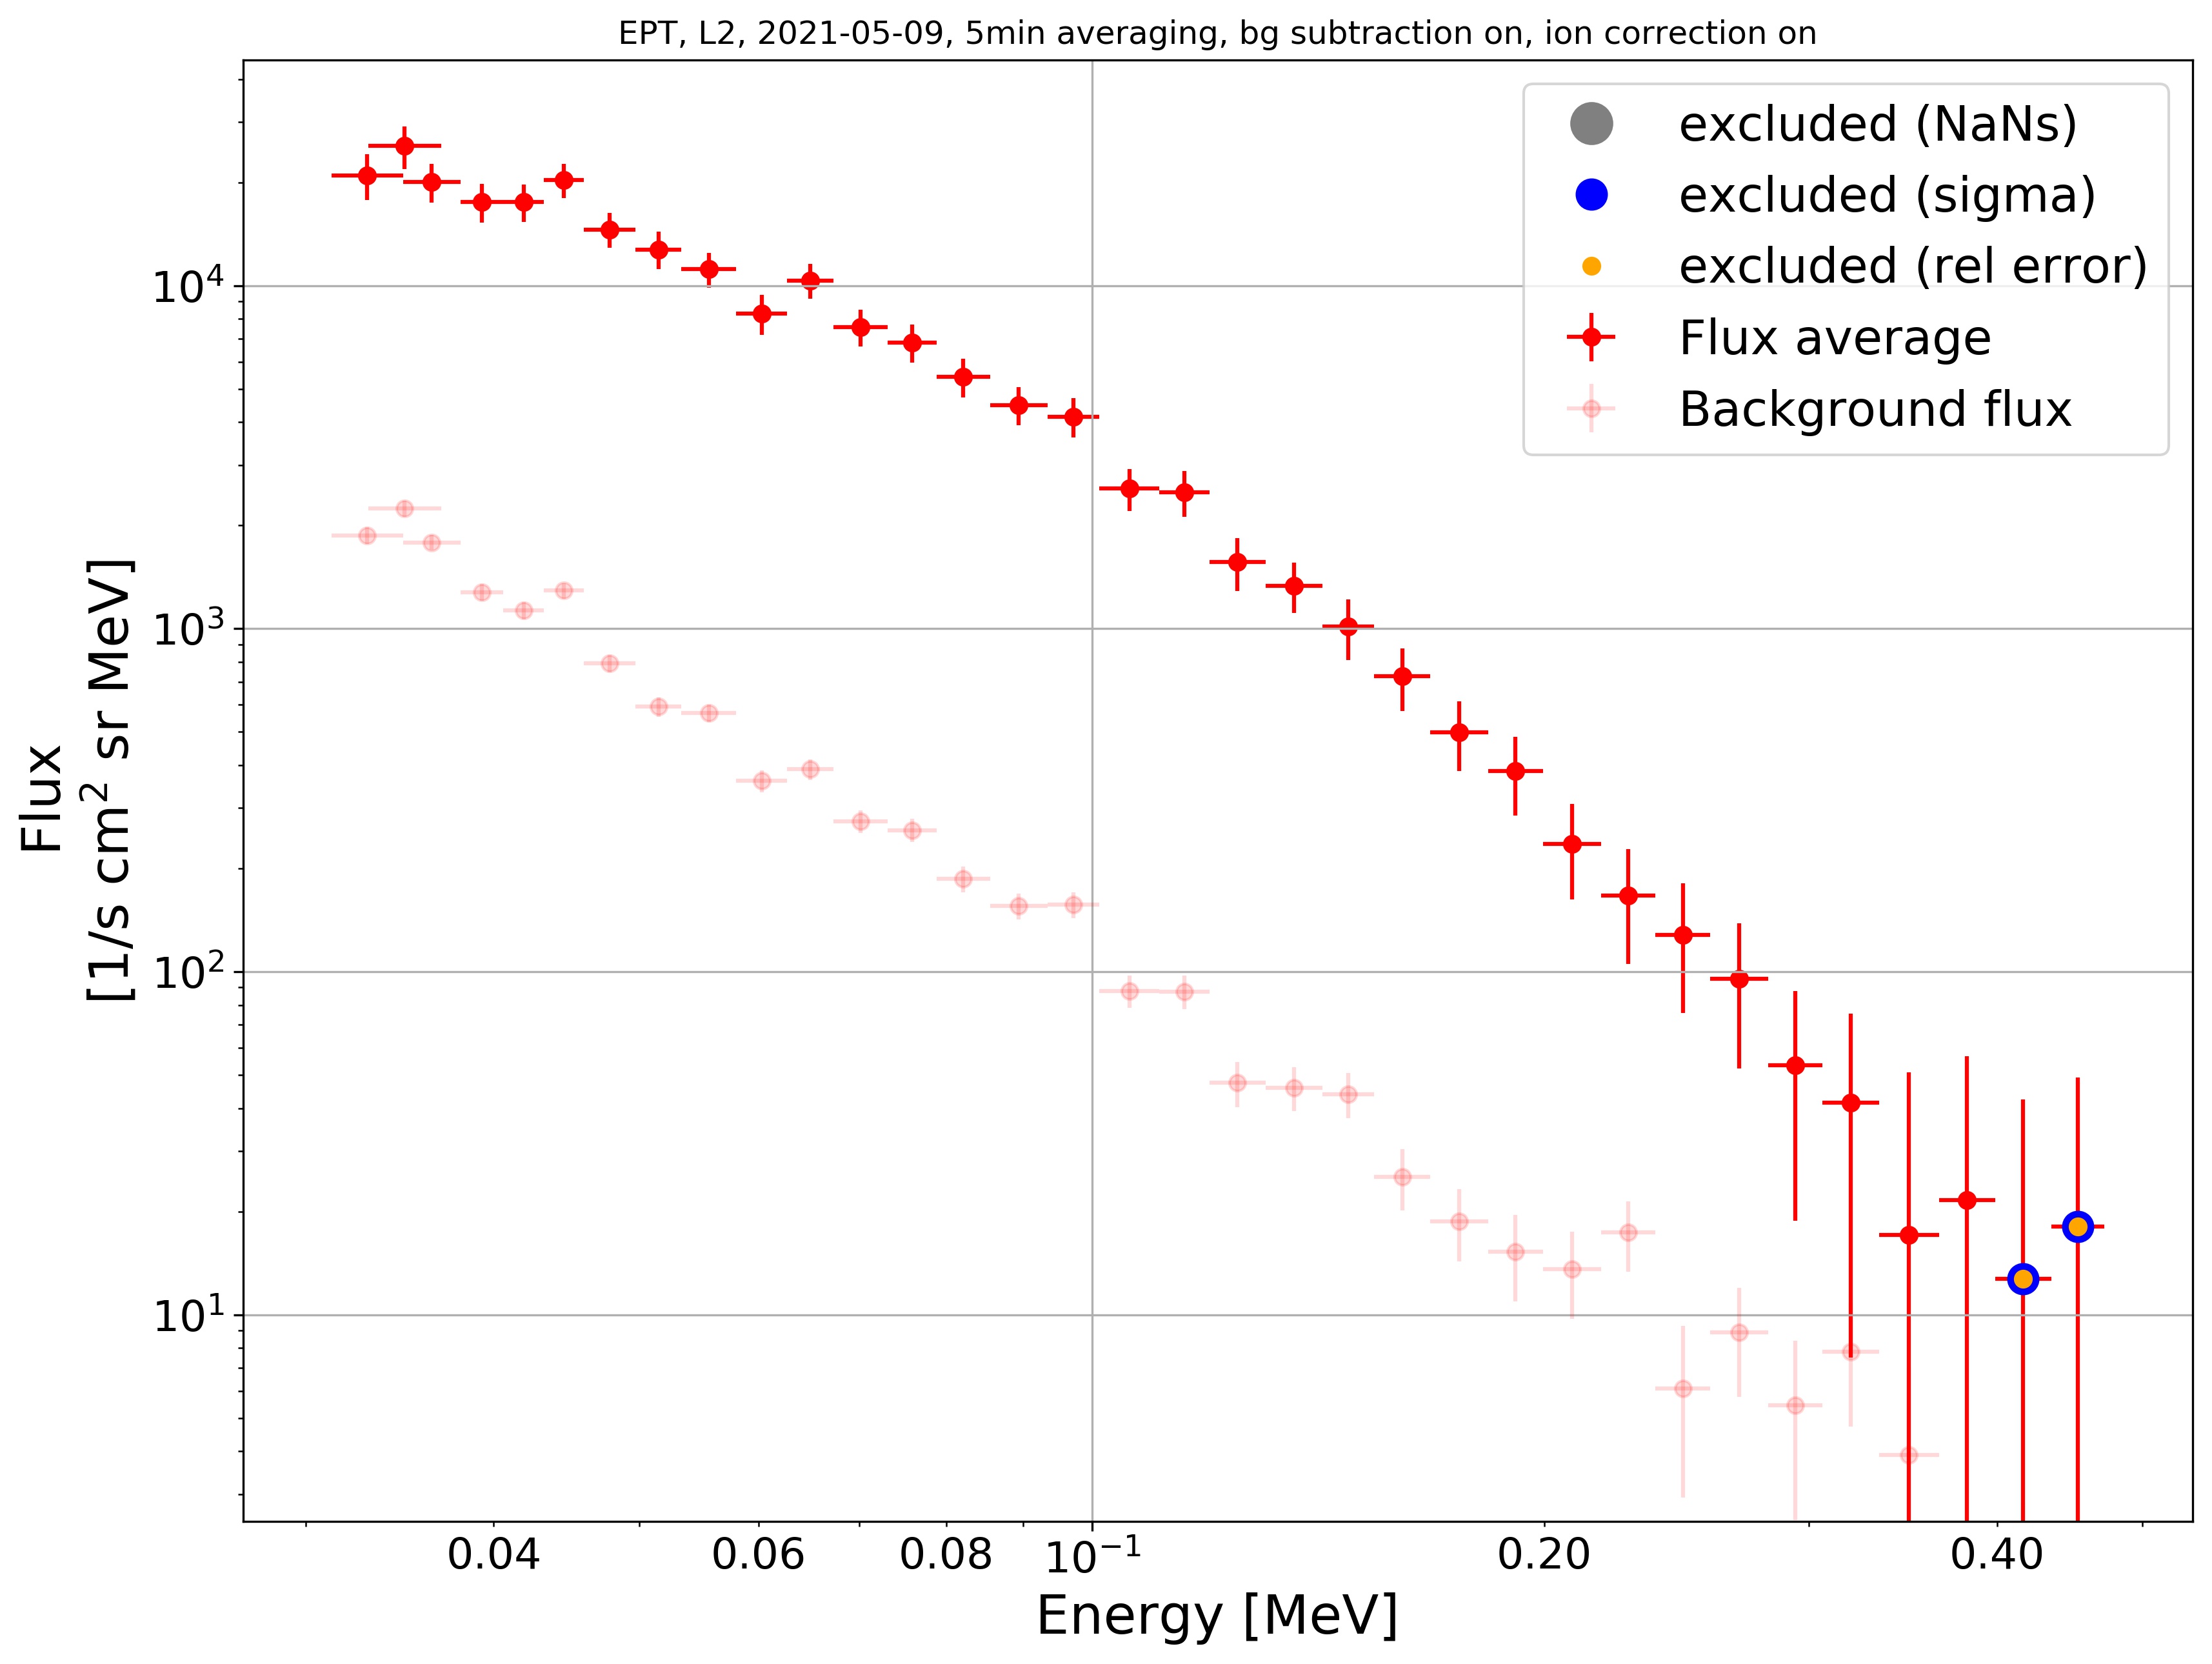 EPT, L2, 2021-05-09, 5min averaging, bg subtraction on, ion correction on
excluded (NaNs)
excluded (sigma)
excluded (rel error)
Flux average
Background flux
Flux
[1/s cm² sr MeV]
10⁴
10³
10²
10¹
0.04 0.06 0.08 10⁻¹ 0.20 0.40
Energy [MeV]